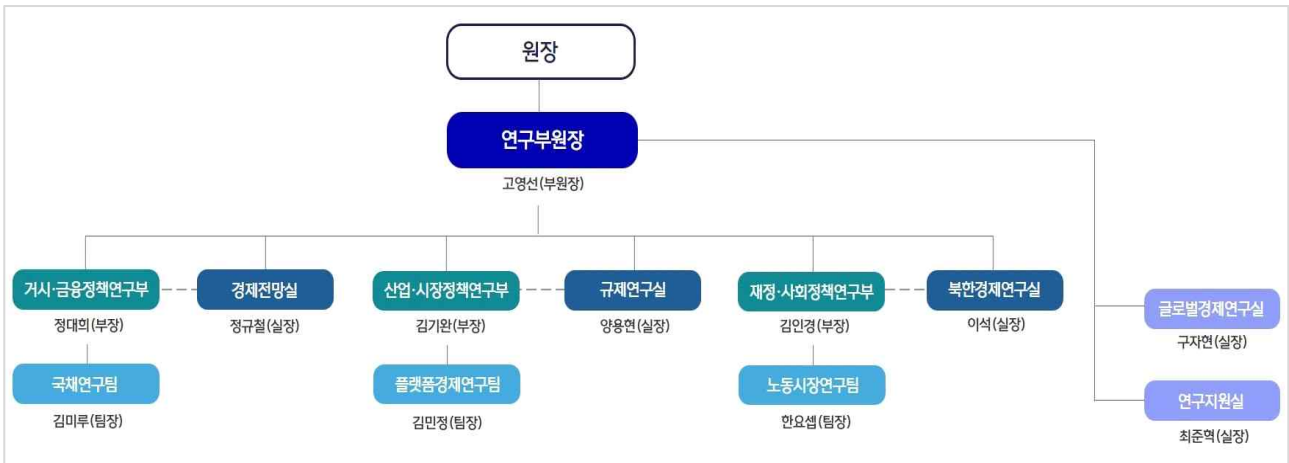 원장
연구부원장
고영선(부원장)
거시·금융정책연구부
경제전망실
산업·시장정책연구부
규제연구실
재정·사회정책연구부
북한경제연구실
정대희(부장)
정규철(실장)
김기완(부장)
양용현(실장)
김인경(부장)
이석(실장)
글로벌경제연구실
구자현(실장)
국채연구팀
플랫폼경제연구팀
노동시장연구팀
연구지원실
김미루(팀장)
김민정(팀장)
한요셉(팀장)
최준혁(실장)